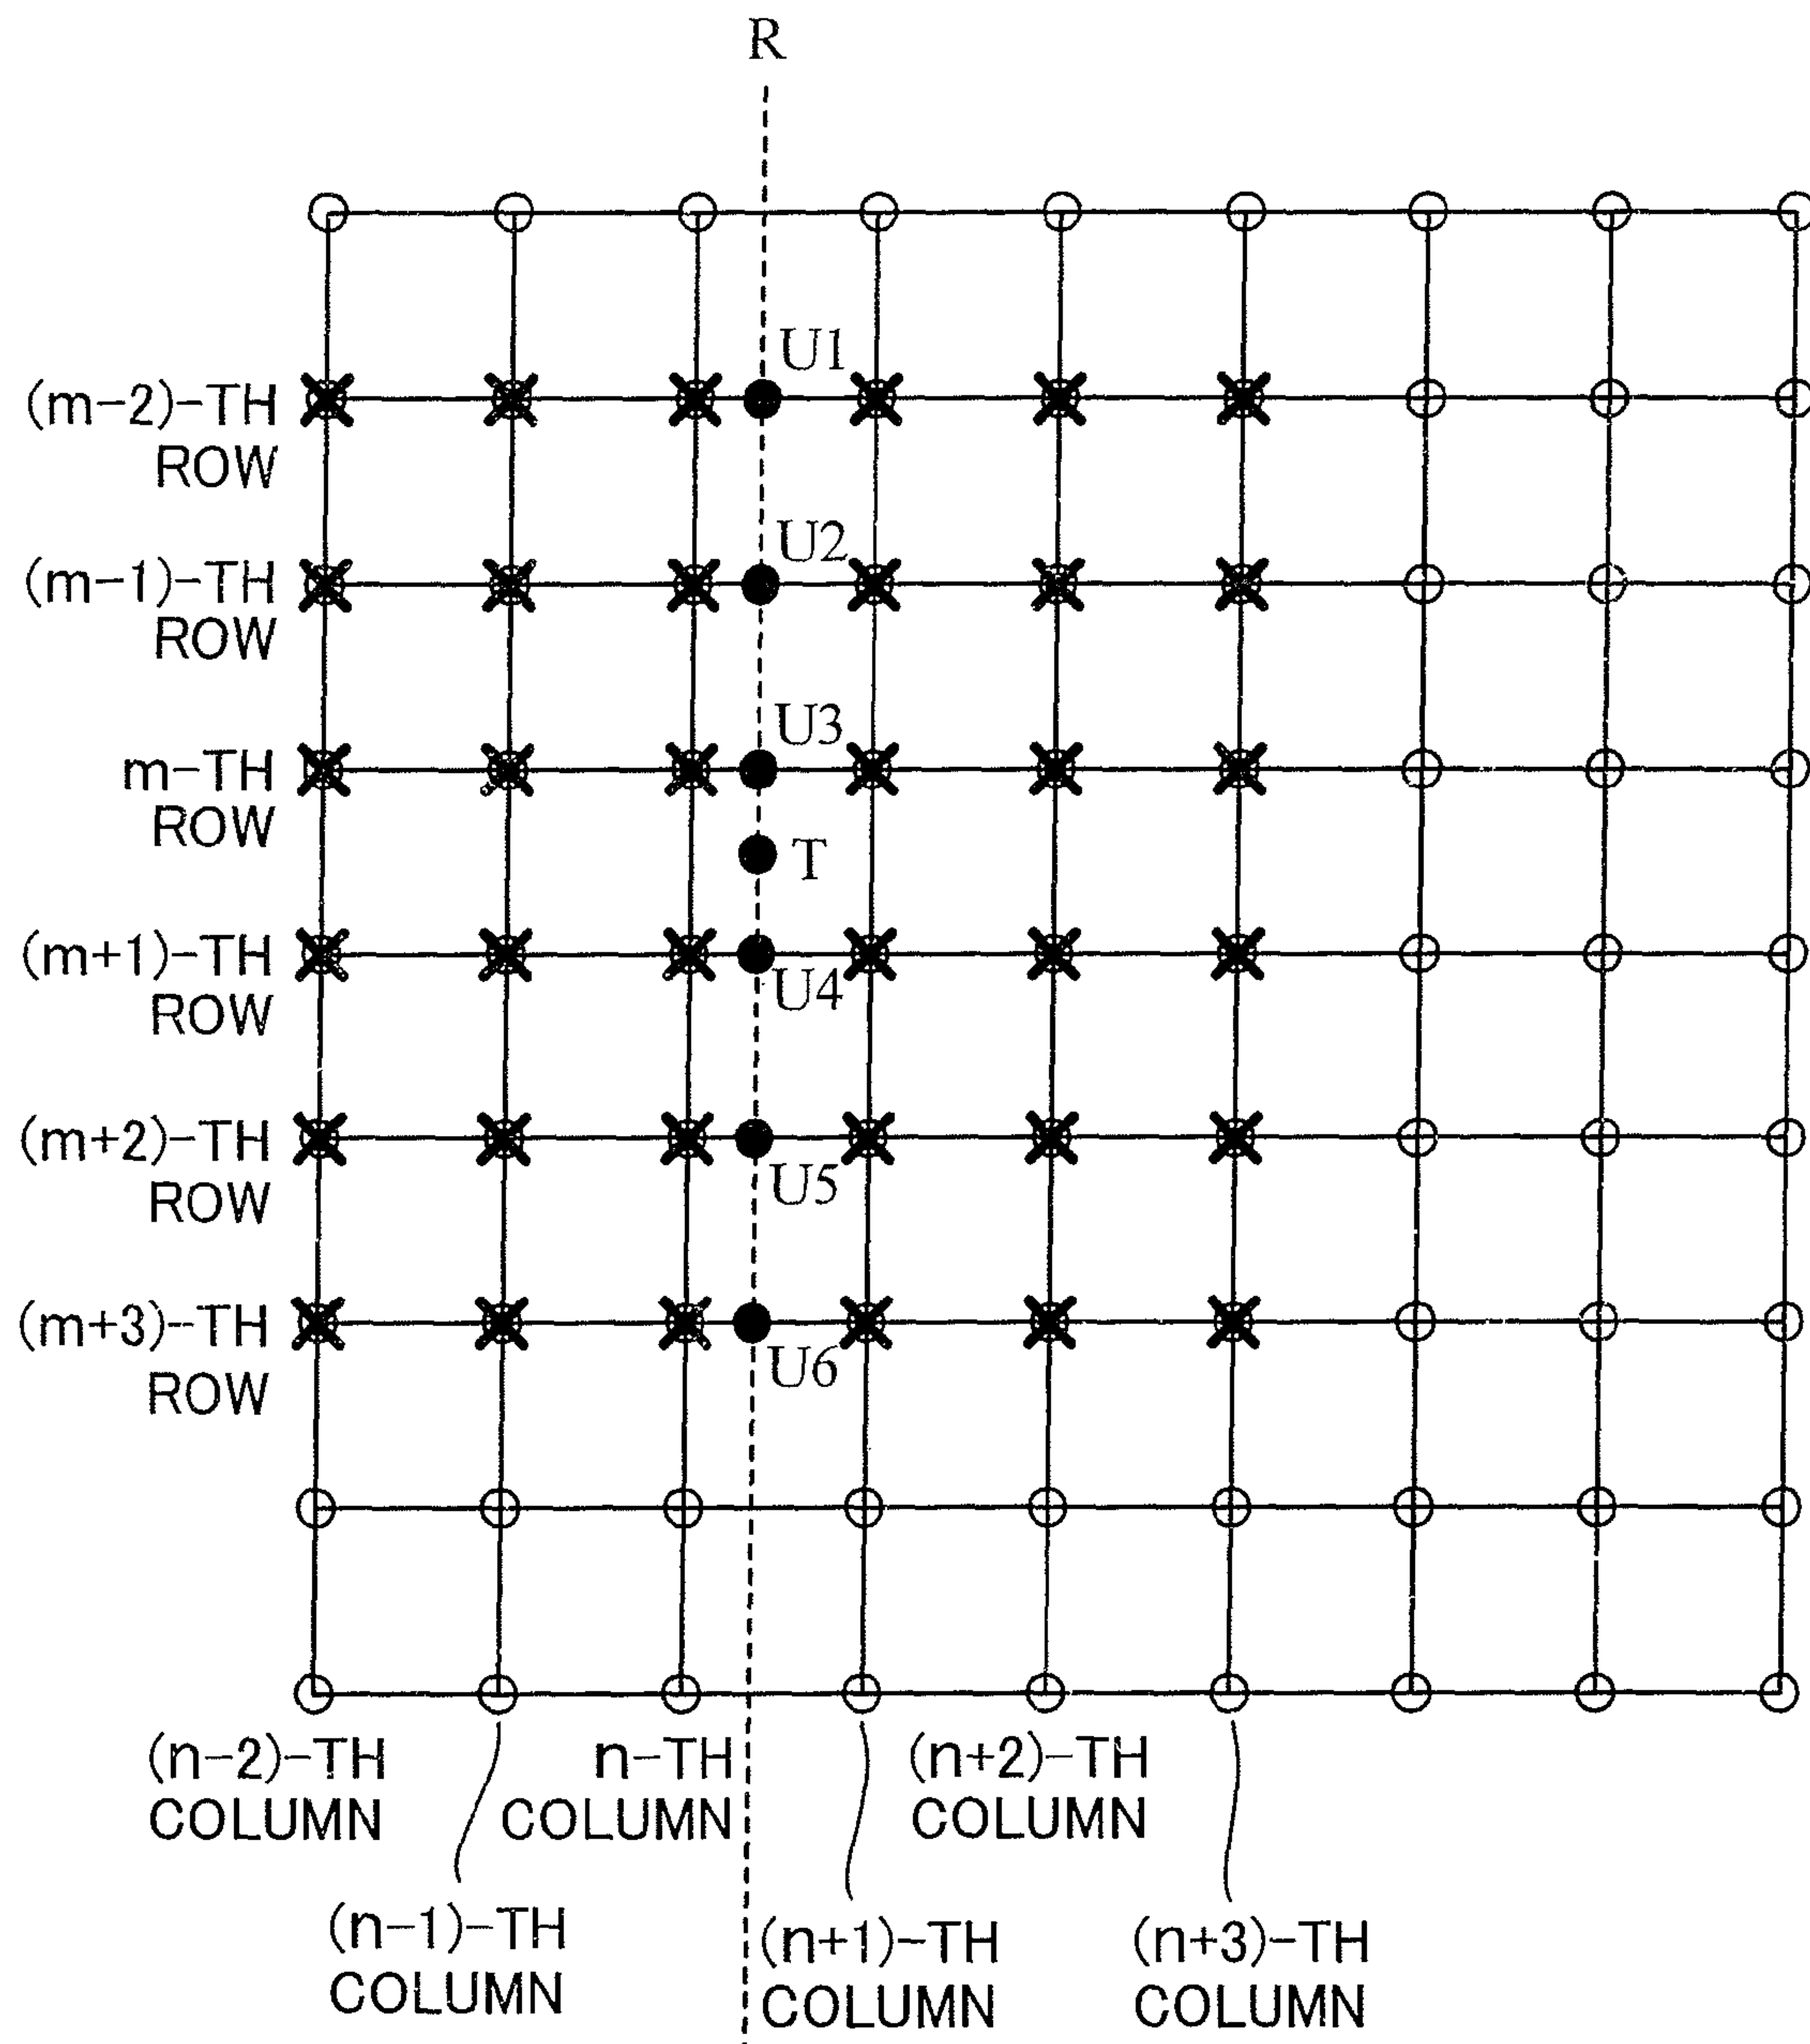 R
U1
(m-2)-TH
ROW
U2
(m-1)-TH
ROW
U3
m-TH
ROW
T
(m+1)-TH
ROW
U4
(m+2)-TH
ROW
U5
(m+3)-TH
ROW
U6
(n-2)-TH
COLUMN
n-TH
COLUMN
(n+2)-TH
COLUMN
(n-1)-TH
COLUMN
(n+1)-TH
COLUMN
(n+3)-TH
COLUMN